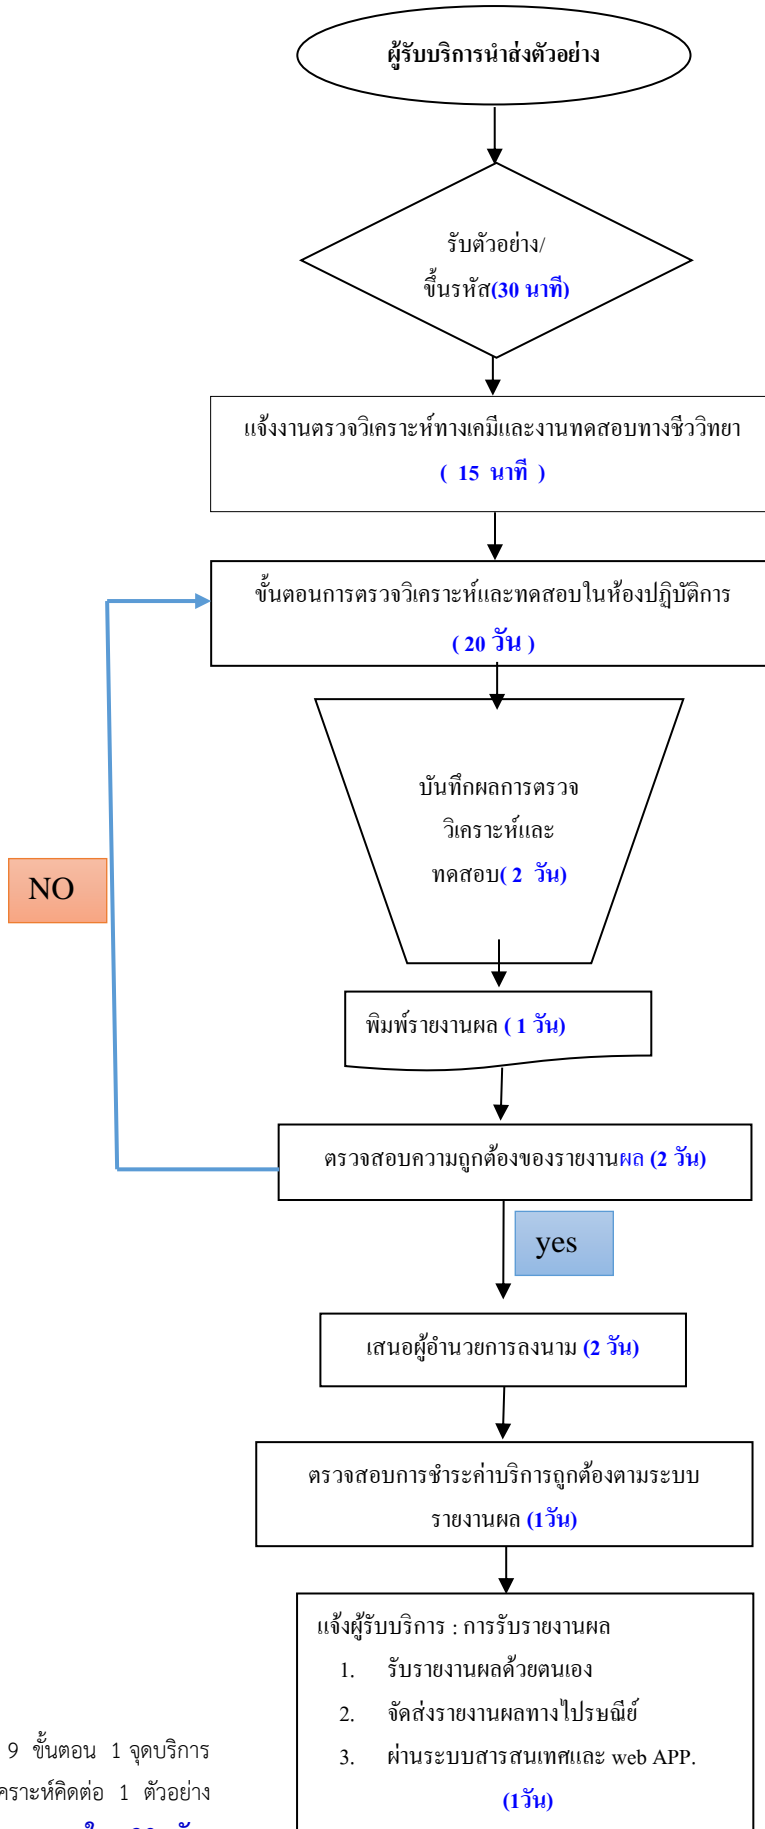 ผู้รับบริการนำส่งตัวอย่าง
รับตัวอย่าง/
ขึ้นรหัส(30 นาที)
แจ้งงานตรวจวิเคราะห์ทางเคมีและงานทดสอบทางชีววิทยา
( 15 นาที )
ขั้นตอนการตรวจวิเคราะห์และทดสอบในห้องปฏิบัติการ
( 20 วัน )
บันทึกผลการตรวจ
วิเคราะห์และ
ทดสอบ( 2 วัน)
NO
พิมพ์รายงานผล ( 1 วัน)
ตรวจสอบความถูกต้องของรายงานผล (2 วัน)
yes
เสนอผู้อำนวยการลงนาม (2 วัน)
ตรวจสอบการชำระค่าบริการถูกต้องตามระบบ
รายงานผล (1วัน)
แจ้งผู้รับบริการ : การรับรายงานผล
1. รับรายงานผลด้วยตนเอง
2. จัดส่งรายงานผลทางไปรษณีย์
3. ผ่านระบบสารสนเทศและ web APP.
(1วัน)
9 ขั้นตอน 1 จุดบริการ
คราะห์คิดต่อ 1 ตัวอย่าง